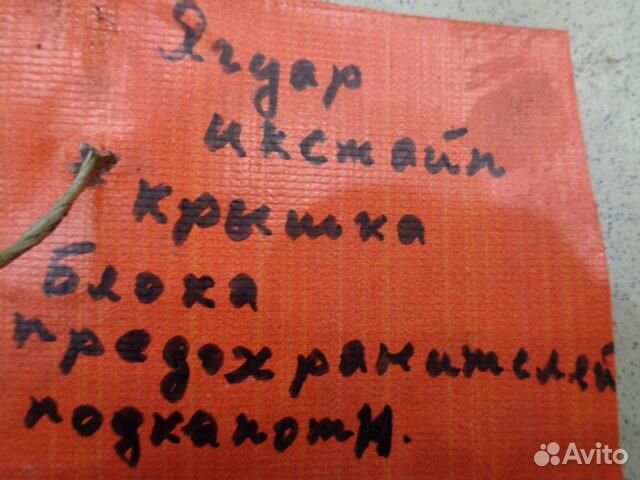 Ягуар
икстайп
крышка
Блока
предохранителей
подкапотн.
Avito